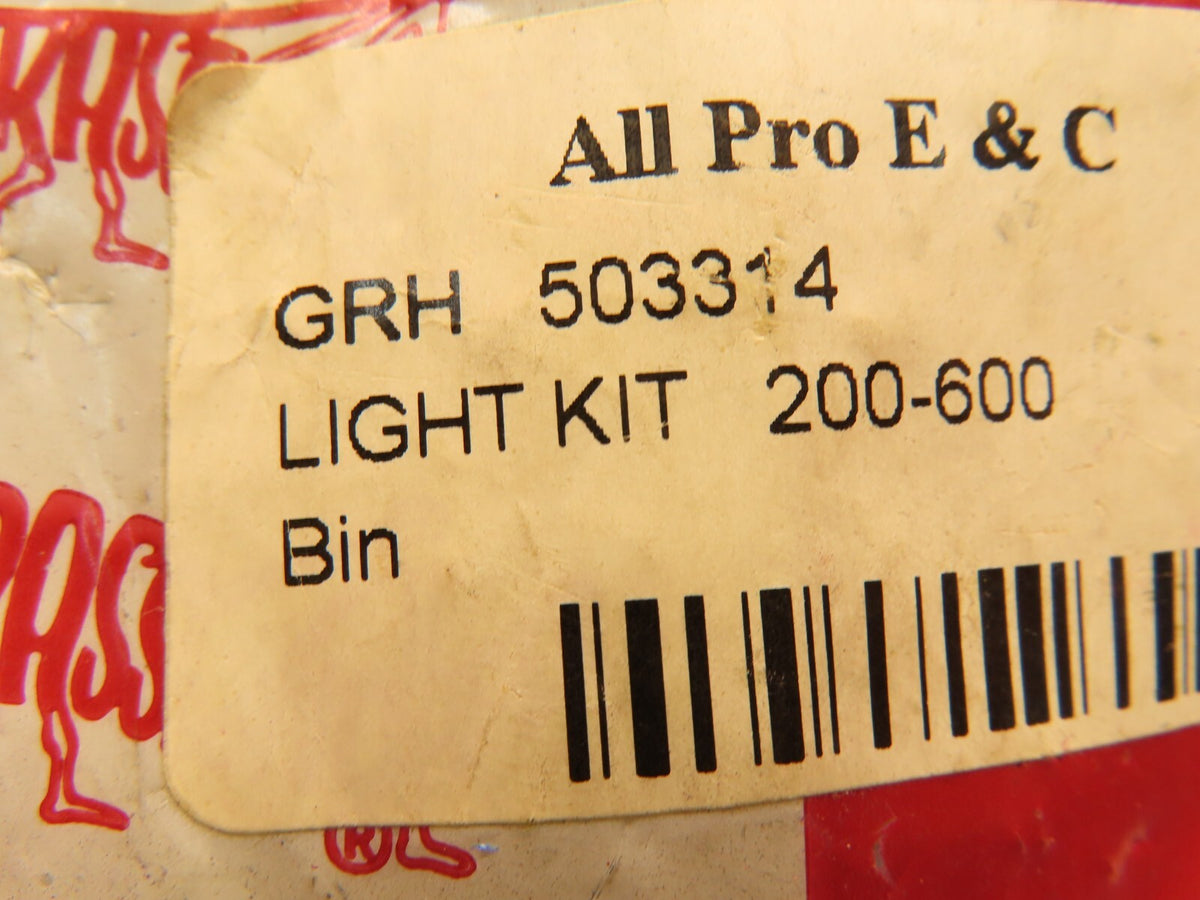 All Pro E & C
GRH 503314
LIGHT KIT 200-600
Bin
®